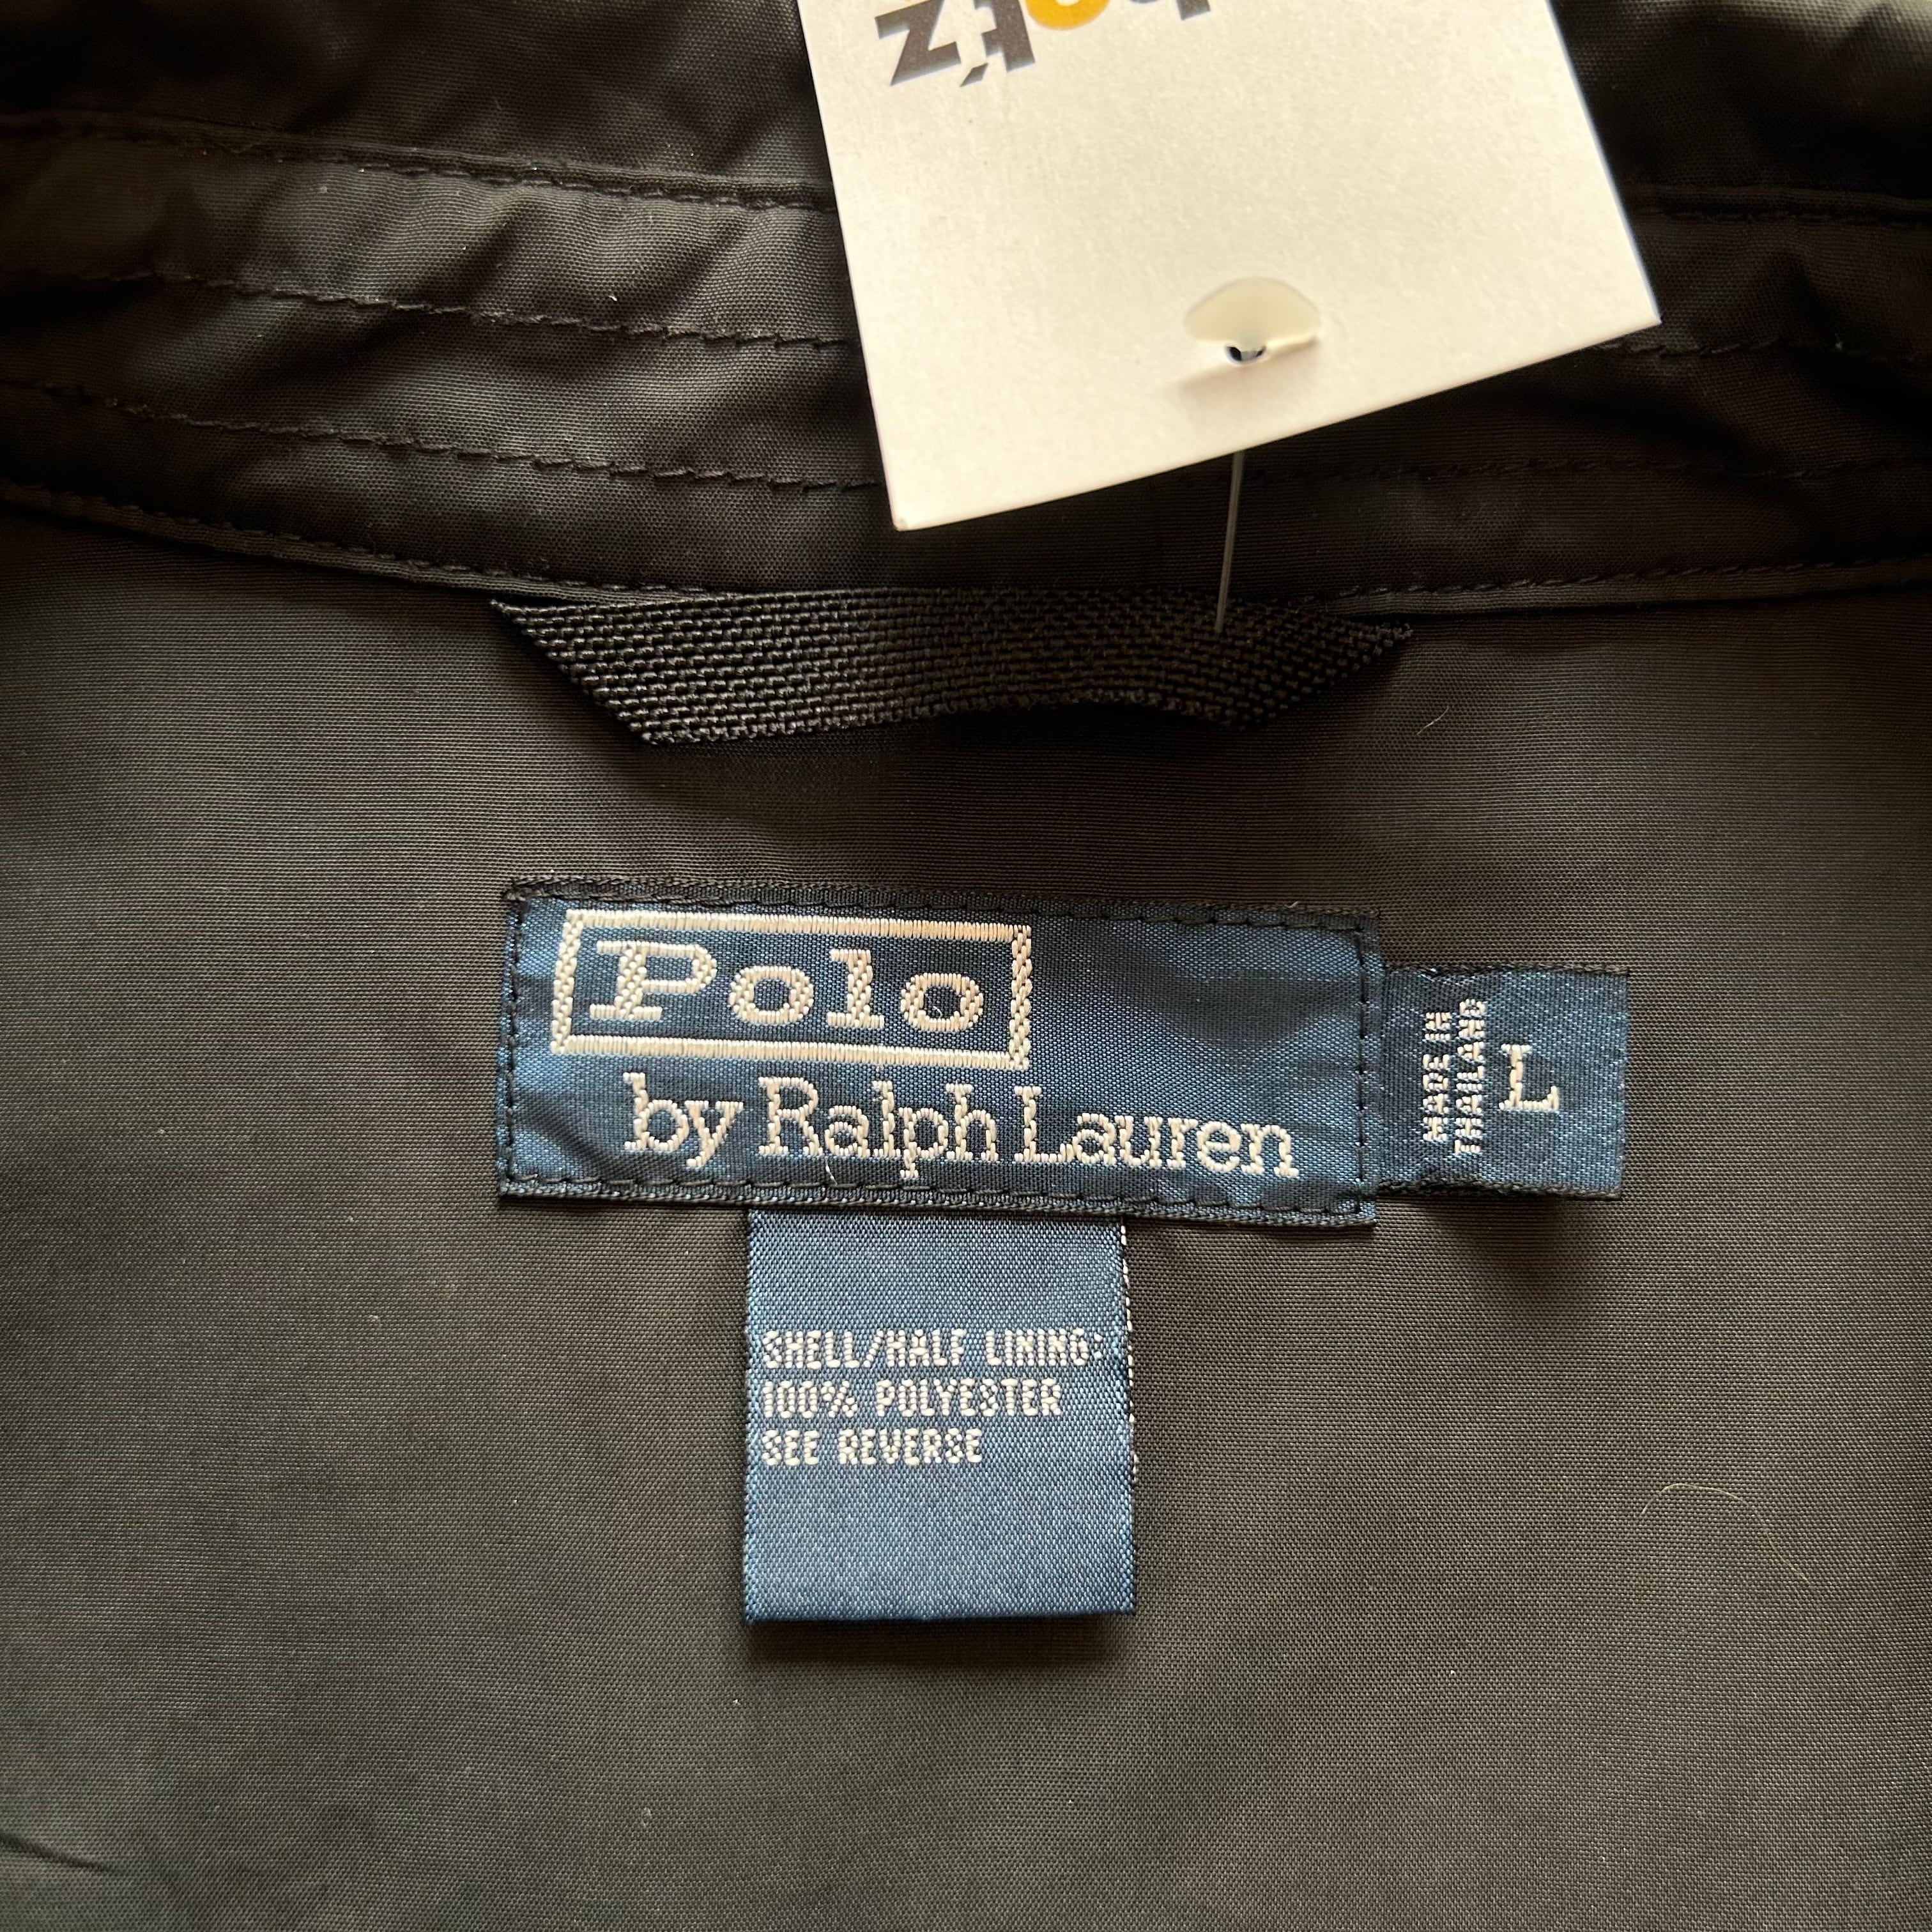 Polo
by Ralph Lauren
MADE IN
THAILAND
L
SHELL/HALF LINING:
100% POLYESTER
SEE REVERSE